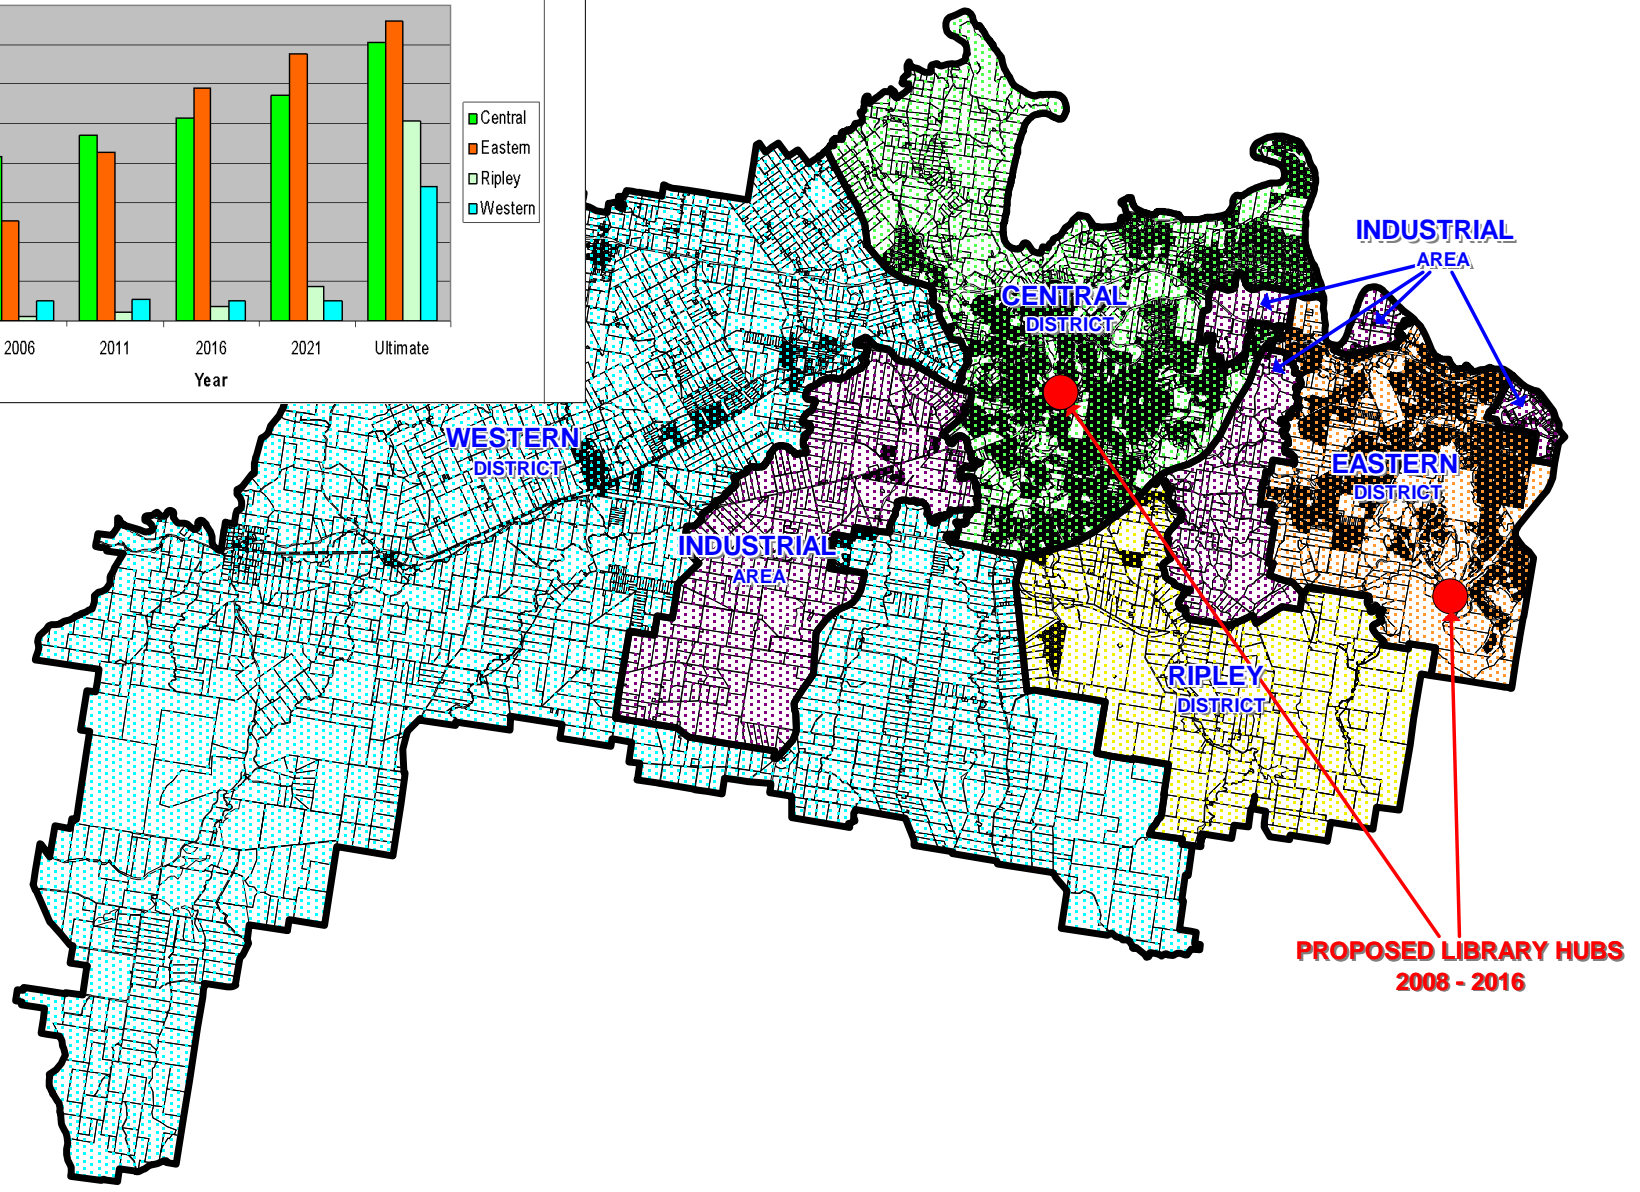 Central
Eastern
Ripley
Western
2006 2011 2016 2021 Ultimate
Year
INDUSTRIAL
AREA
CENTRAL
DISTRICT
WESTERN
DISTRICT
EASTERN
DISTRICT
INDUSTRIAL
AREA
RIPLEY
DISTRICT
PROPOSED LIBRARY HUBS
2008 - 2016